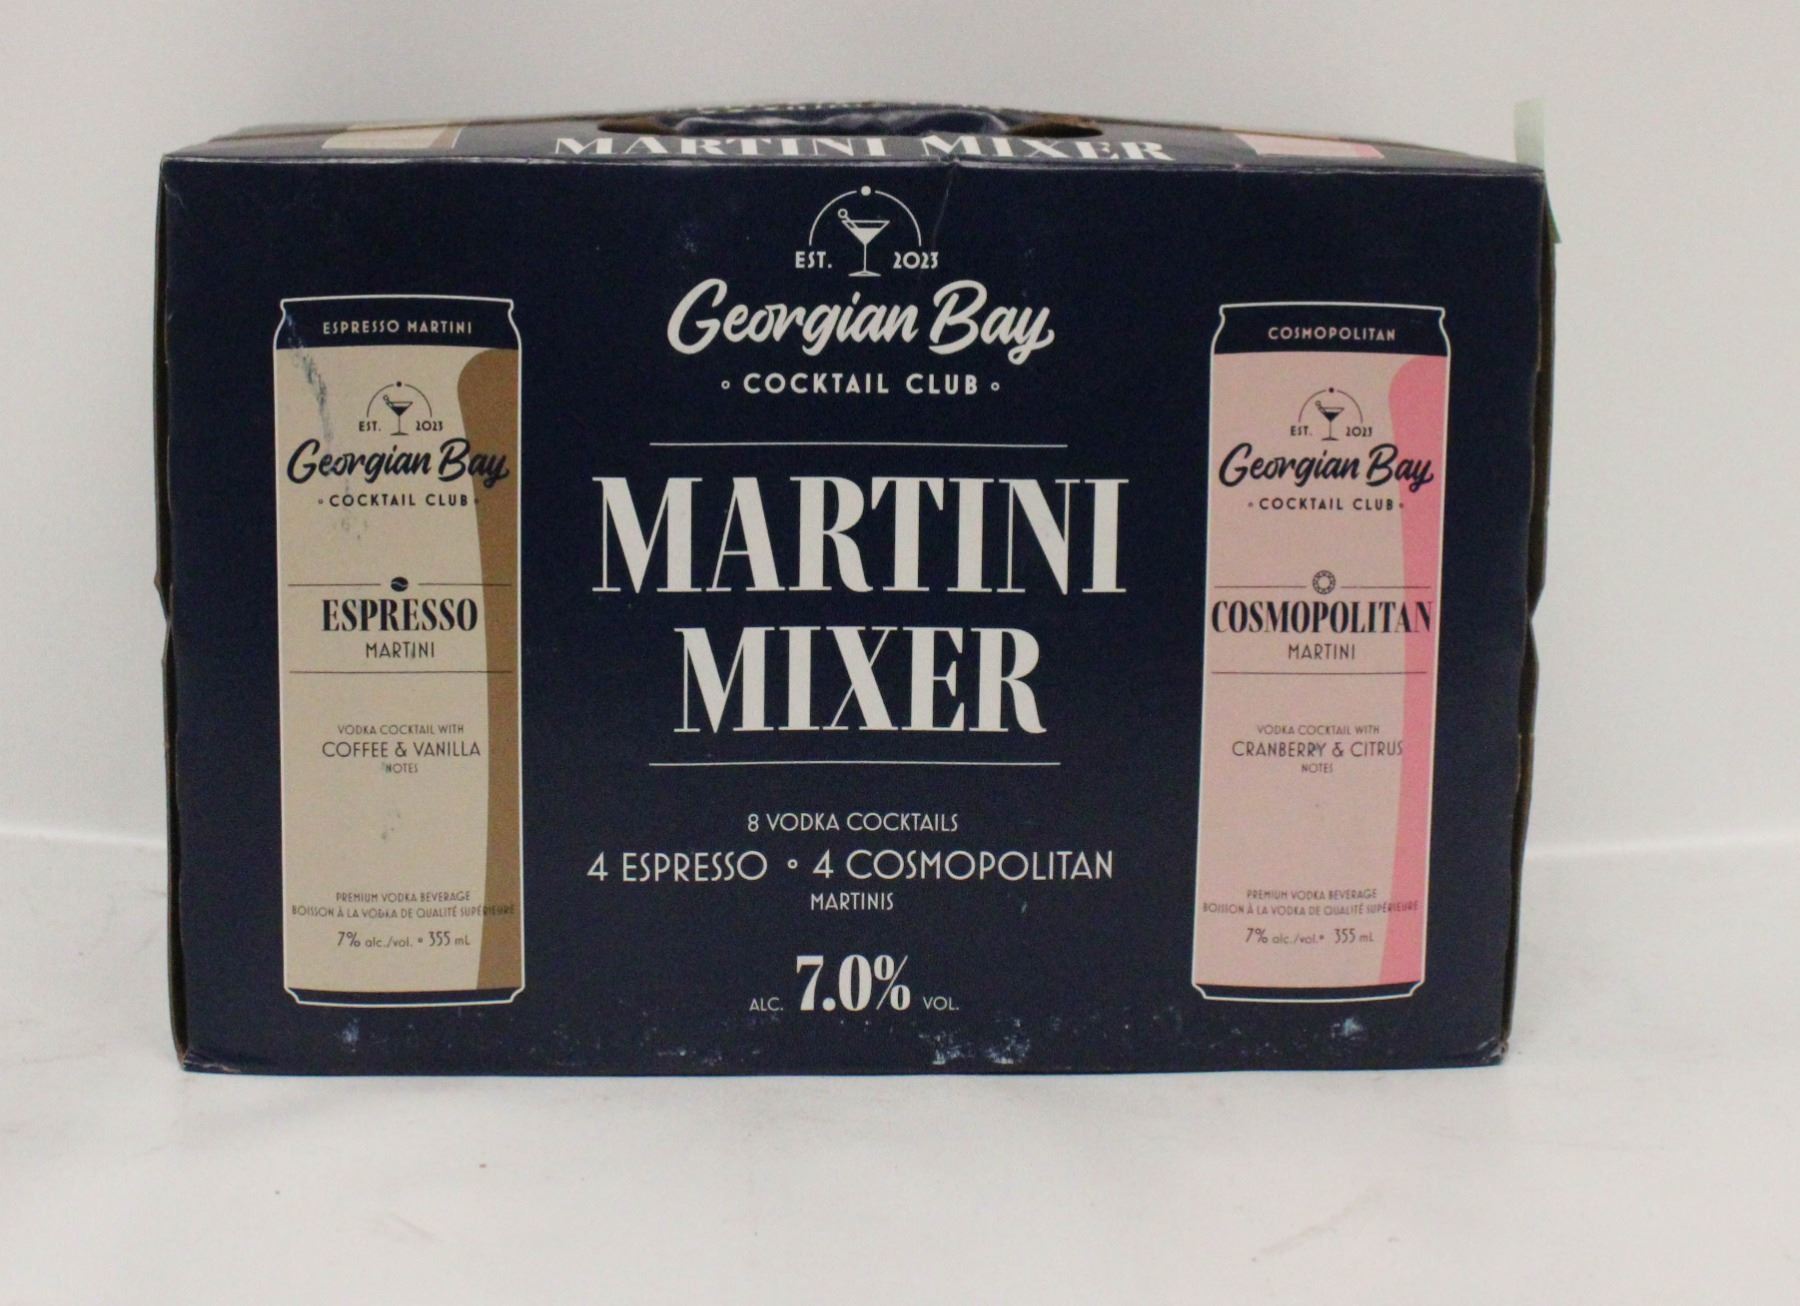 MARTINI MIXER
EST. 2023
Georgian Bay
COCKTAIL CLUB
MARTINI
MIXER
8 VODKA COCKTAILS
4 ESPRESSO • 4 COSMOPOLITAN
MARTINIS
ALC. 7.0% VOL.
ESPRESSO MARTINI
EST. 2023
Georgian Bay
COCKTAIL CLUB
ESPRESSO
MARTINI
VODKA COCKTAIL WITH
COFFEE & VANILLA
NOTES
PREMIUM VODKA BEVERAGE
BOISSON À LA VODKA DE QUALITÉ SUPÉRIEURE
7% alc./vol. • 355 mL
COSMOPOLITAN
EST. 2023
Georgian Bay
COCKTAIL CLUB
COSMOPOLITAN
MARTINI
VODKA COCKTAIL WITH
CRANBERRY & CITRUS
NOTES
PREMIUM VODKA BEVERAGE
BOISSON À LA VODKA DE QUALITÉ SUPÉRIEURE
7% alc./vol. • 355 mL